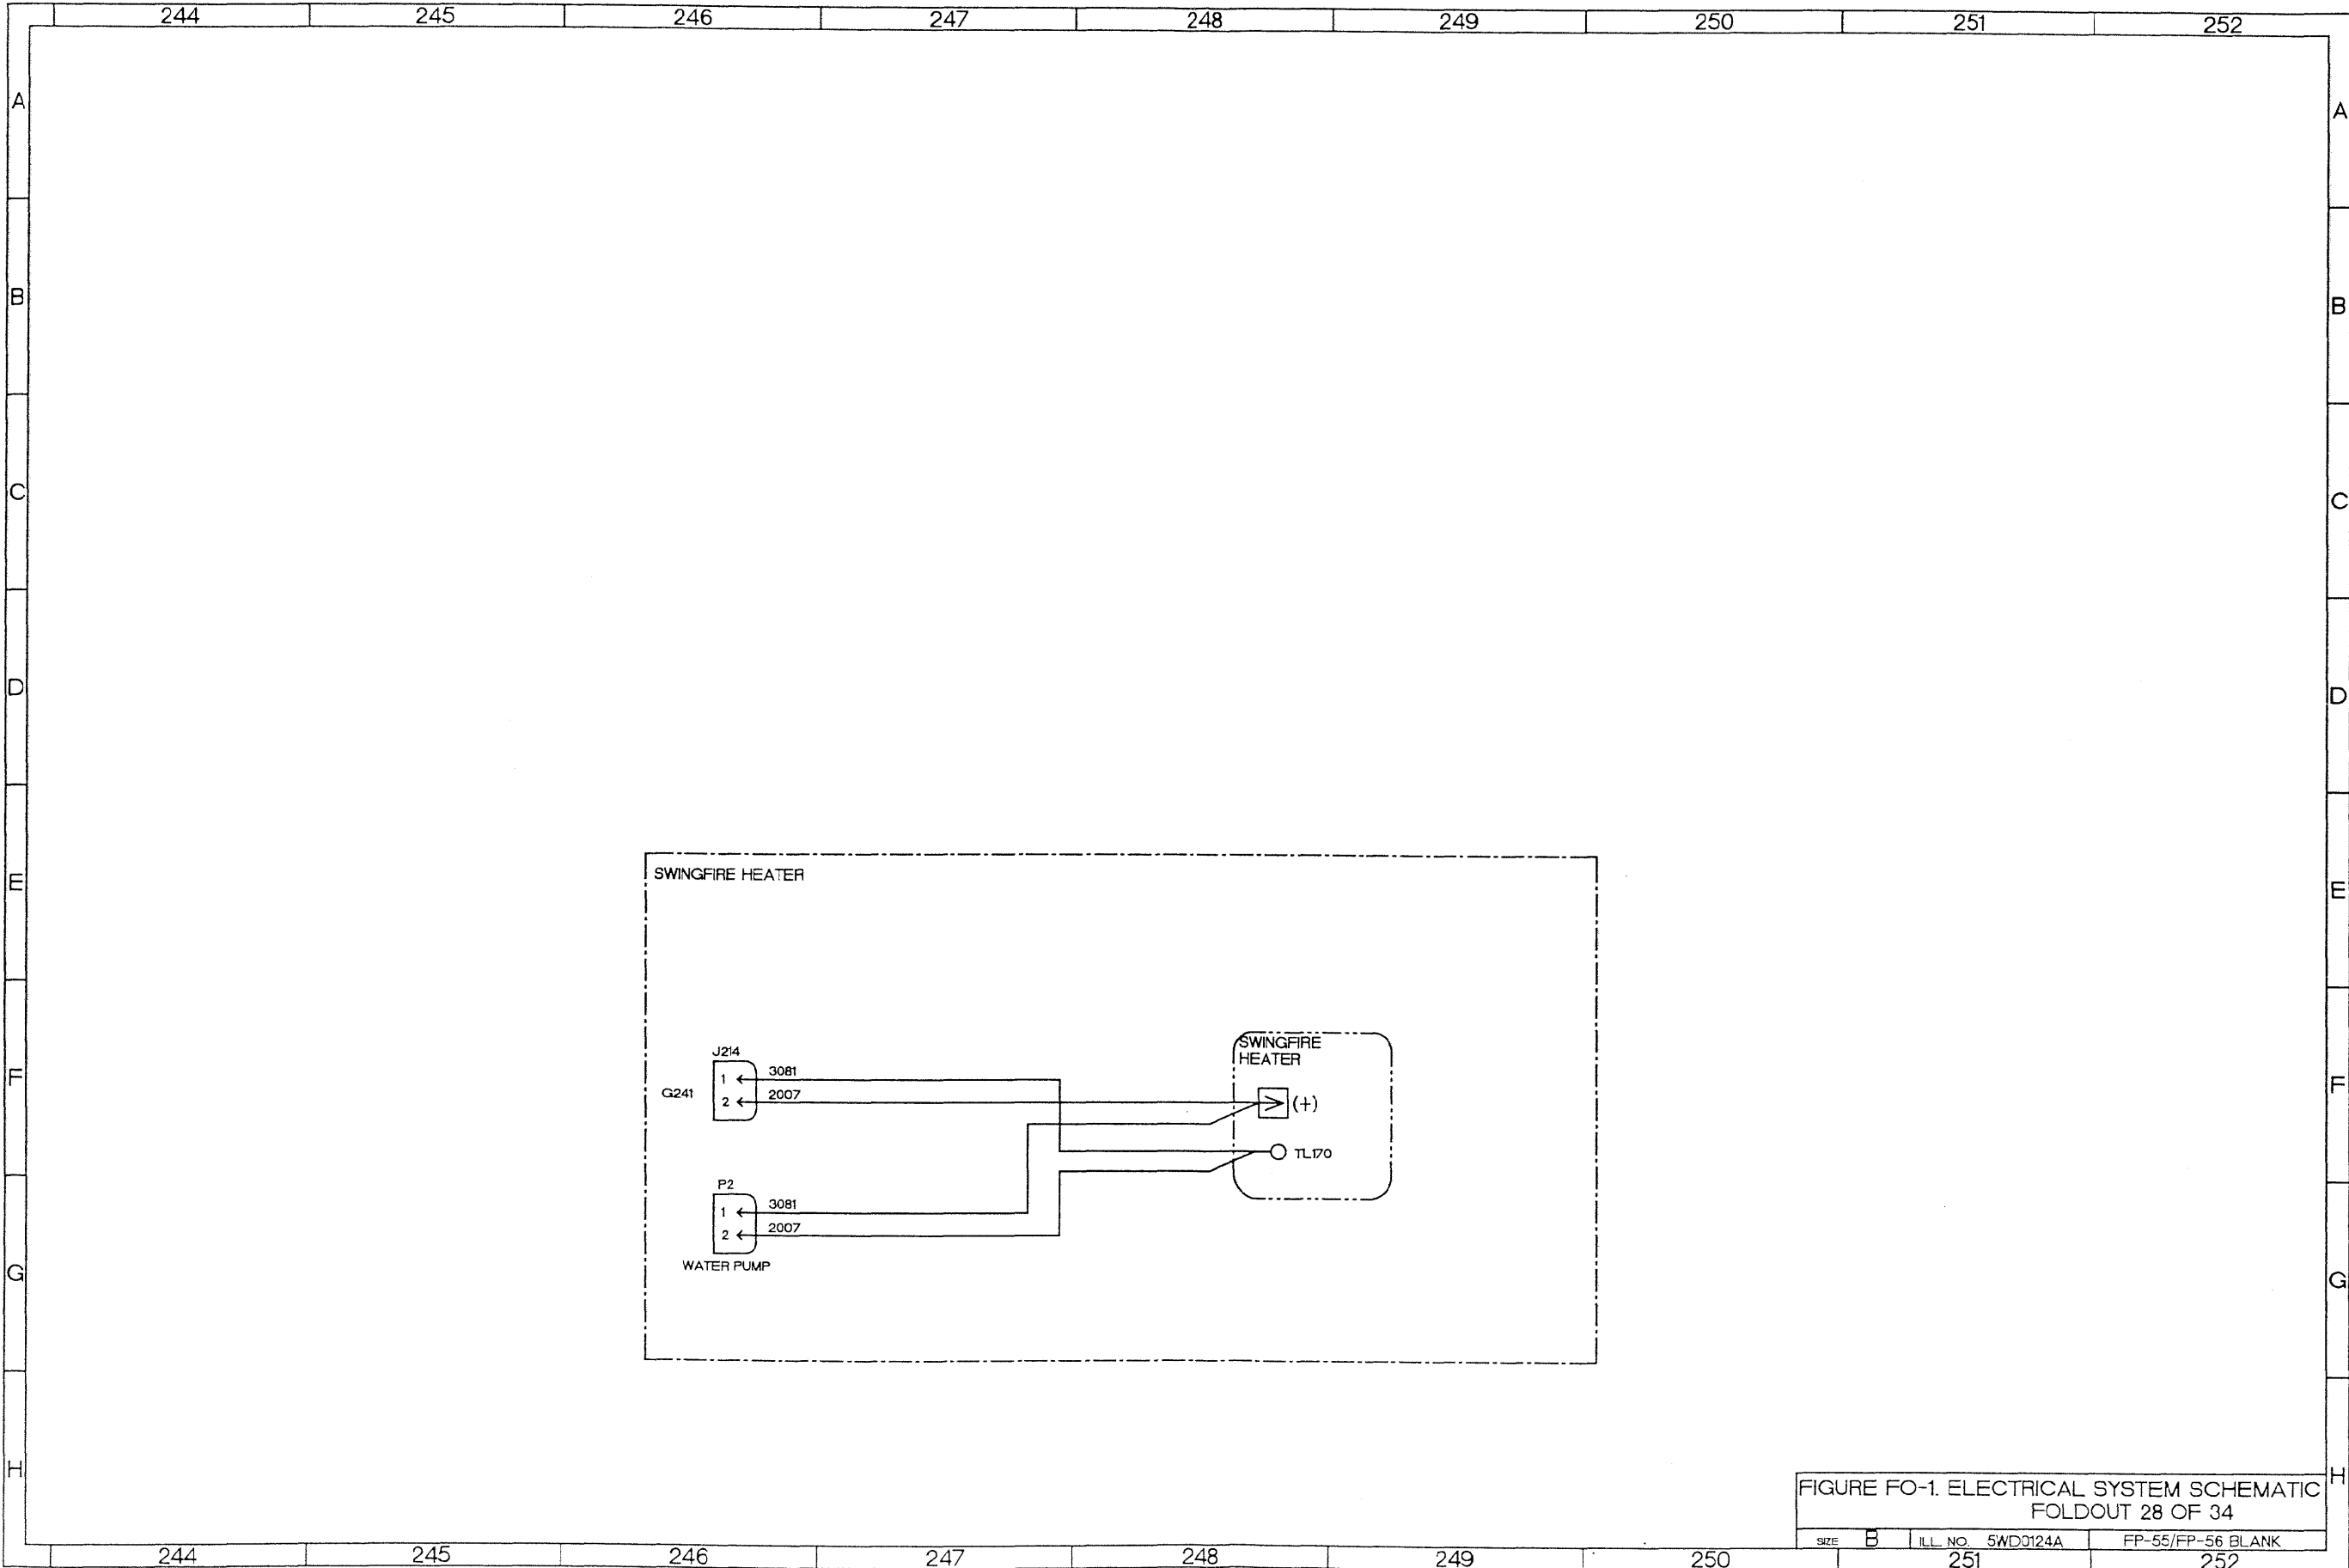 244 245 246 247 248 249 250 251 252
A A
B B
C C
D D
E E
SWINGFIRE HEATER
F F
SWINGFIRE
HEATER
J214
G241
1 3081
2 2007
(+)
TL170
P2
1 3081
2 2007
WATER PUMP
G G
H H
FIGURE FO-1. ELECTRICAL SYSTEM SCHEMATIC
FOLDOUT 28 OF 34
SIZE B ILL. NO. 5WD0124A FP-55/FP-56 BLANK
244 245 246 247 248 249 250 251 252